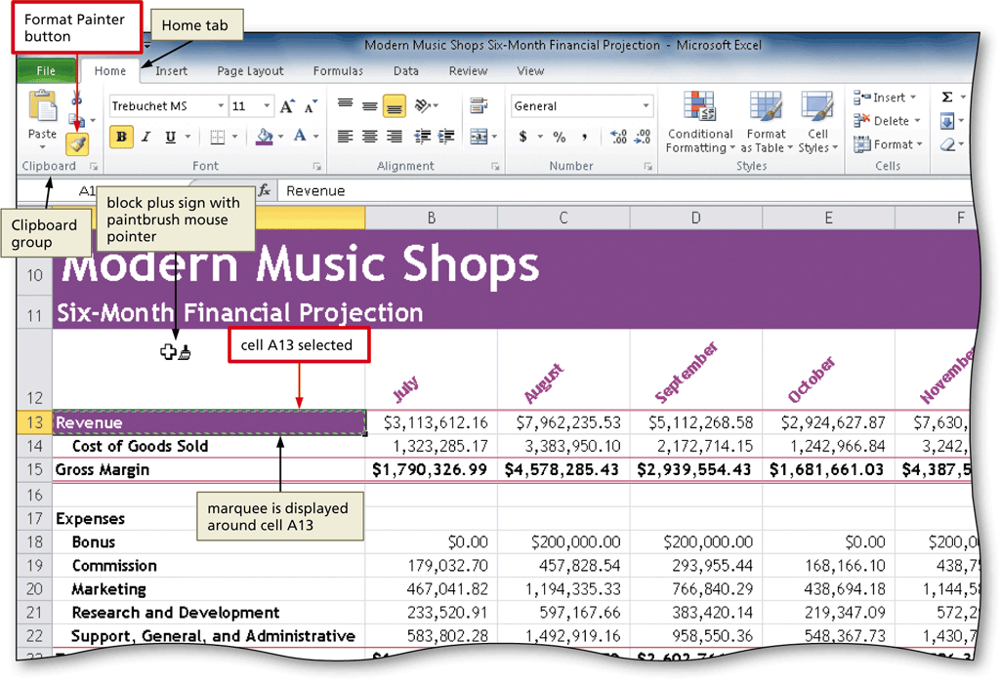 Format Painter
button
Home tab
Modern Music Shops Six-Month Financial Projection - Microsoft Excel
File Home Insert Page Layout Formulas Data Review View
Trebuchet MS 11 A A General Insert Σ
Paste B I U A $ % , .00 .00 Conditional Format Cell Delete
Formatting as Table Styles Format
Clipboard Font Alignment Number Styles Cells
A1 fx Revenue
Clipboard
group
block plus sign with
paintbrush mouse
pointer
B C D E F
10 Modern Music Shops
11 Six-Month Financial Projection
cell A13 selected
12 July August September October November
13 Revenue $3,113,612.16 $7,962,235.53 $5,112,268.58 $2,924,627.87 $7,630,
14 Cost of Goods Sold 1,323,285.17 3,383,950.10 2,172,714.15 1,242,966.84 3,242,
15 Gross Margin $1,790,326.99 $4,578,285.43 $2,939,554.43 $1,681,661.03 $4,387,5
16
marquee is displayed
around cell A13
17 Expenses
18 Bonus $0.00 $200,000.00 $200,000.00 $0.00 $200,0
19 Commission 179,032.70 457,828.54 293,955.44 168,166.10 438,7
20 Marketing 467,041.82 1,194,335.33 766,840.29 438,694.18 1,144,5
21 Research and Development 233,520.91 597,167.66 383,420.14 219,347.09 572,2
22 Support, General, and Administrative 583,802.28 1,492,919.16 958,550.36 548,367.73 1,430,7